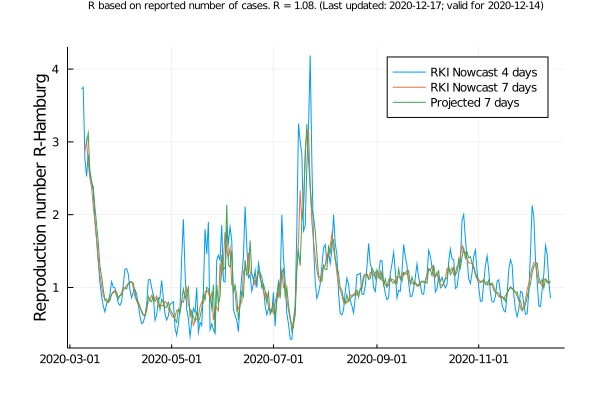 R based on reported number of cases. R = 1.08. (Last updated: 2020-12-17; valid for 2020-12-14)
Reproduction number R-Hamburg
4
3
2
1
RKI Nowcast 4 days
RKI Nowcast 7 days
Projected 7 days
2020-03-01 2020-05-01 2020-07-01 2020-09-01 2020-11-01